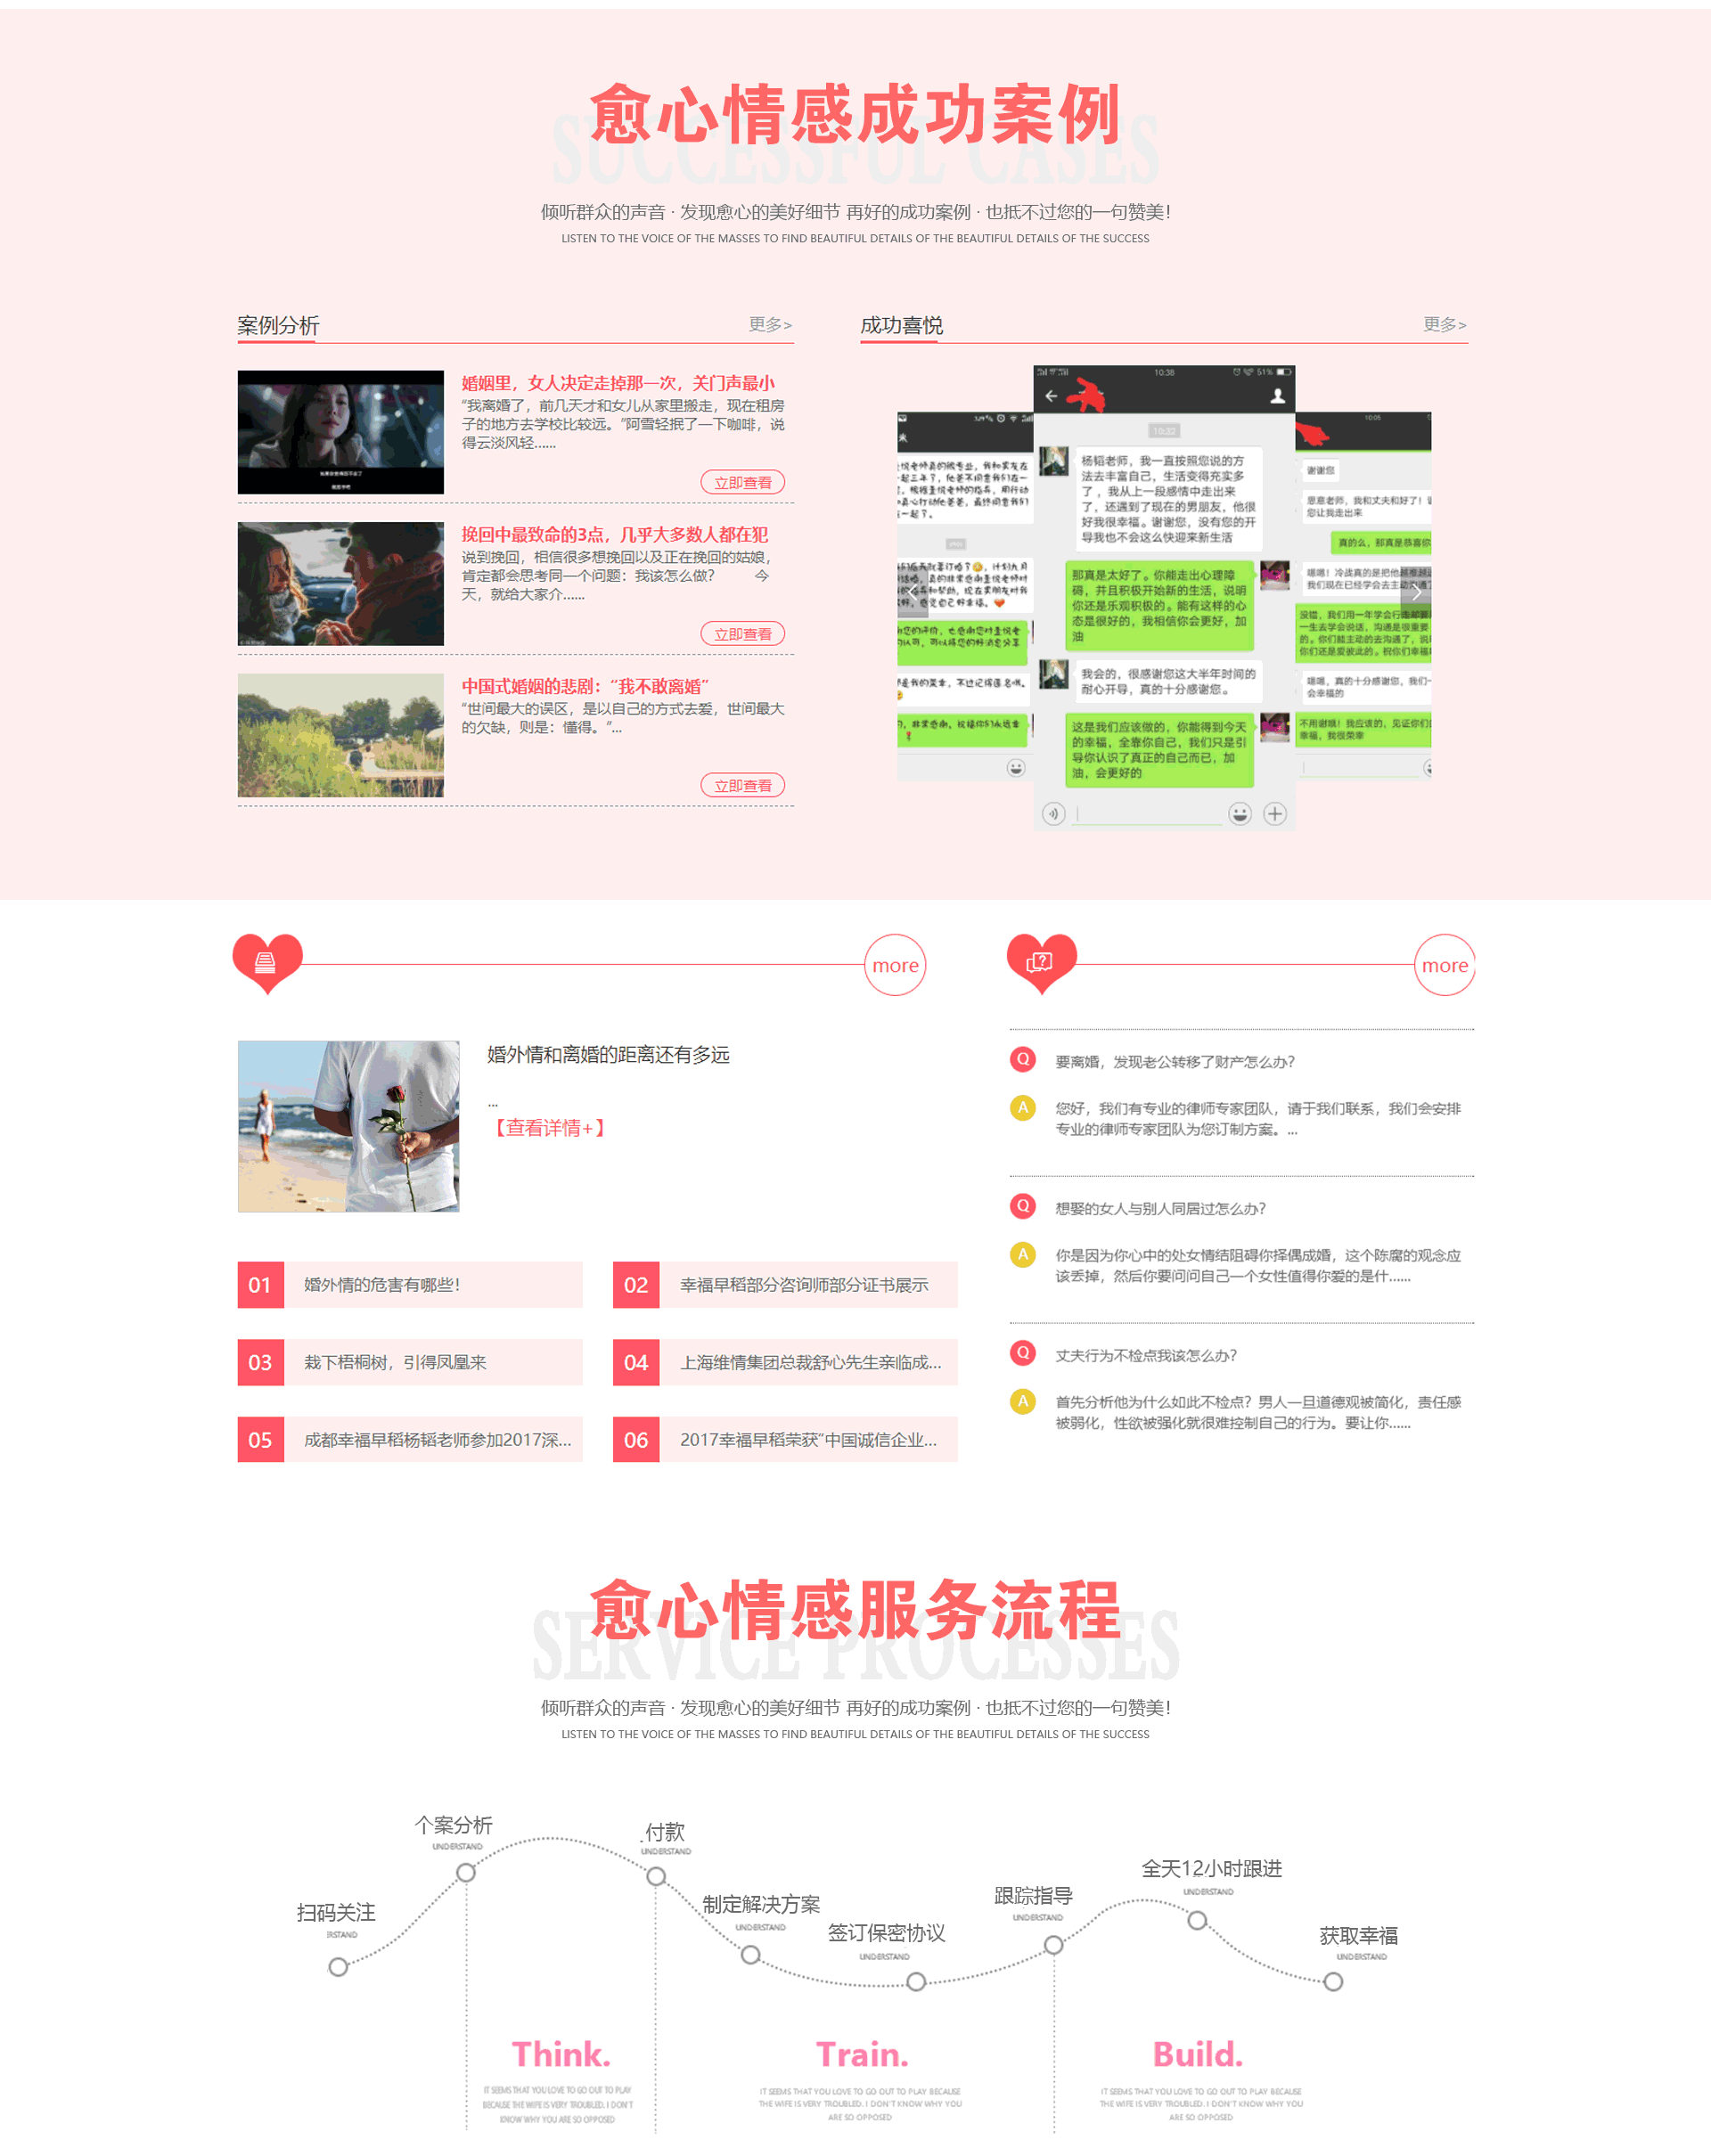 愈心情感成功案例
SUCCESSFUL CASES
倾听群众的声音 · 发现愈心的美好细节 再好的成功案例 · 也抵不过您的一句赞美！
LISTEN TO THE VOICE OF THE MASSES TO FIND BEAUTIFUL DETAILS OF THE BEAUTIFUL DETAILS OF THE SUCCESS
案例分析
更多>
婚姻里，女人决定走掉那一次，关门声最小
“我离婚了，前几天才和女儿从家里搬走，现在租房
子的地方去学校比较远。”阿雪轻抿了一下咖啡，说
得云淡风轻......
立即查看
挽回中最致命的3点，几乎大多数人都在犯
说到挽回，相信很多想挽回以及正在挽回的姑娘，
肯定都会思考同一个问题：我该怎么做？ 今
天，就给大家介......
立即查看
中国式婚姻的悲剧：“我不敢离婚”
“世间最大的误区，是以自己的方式去爱，世间最大
的欠缺，则是：懂得。”...
立即查看
成功喜悦
更多>
10:38
51%
10:32
杨韬老师，我一直按照您说的方
法去丰富自己，生活变得充实多
了，我从上一段感情中走出来
了，还遇到了现在的男朋友，他很
好我很幸福。谢谢您，没有您的开
导我也不会这么快迎来新生活
那真是太好了。你能走出心理障
碍，并且积极开始新的生活，说明
你还是乐观积极的。能有这样的心
态是很好的，我相信你会更好，加
油
我会的，很感谢您这大半年时间的
耐心开导，真的十分感谢您。
这是我们应该做的，你能得到今天
的幸福，全靠你自己，我们只是引
导你认识了真正的自己而已，加
油，会更好的
10:05
谢谢您
思意老师，我和丈夫和好了！
您让我走出来
真的么，那真是恭喜你
嗯嗯！冷战真的是把他越推越
我们现在已经学会去主动沟通了
没错，我们用一年学会行走却要
一生去学会说话，沟通是很重要
的。你们能主动的去沟通了，说
你们还是爱彼此的。祝你们幸福
嗯嗯，真的十分感谢您，我们一
会幸福的
不用谢哦！我应该的，见证你们
幸福，我很荣幸
more
婚外情和离婚的距离还有多远
...
【查看详情+】
01 婚外情的危害有哪些！
02 幸福早稻部分咨询师部分证书展示
03 栽下梧桐树，引得凤凰来
04 上海维情集团总裁舒心先生亲临成...
05 成都幸福早稻杨韬老师参加2017深...
06 2017幸福早稻荣获“中国诚信企业...
more
Q 要离婚，发现老公转移了财产怎么办？
A 您好，我们有专业的律师专家团队，请于我们联系，我们会安排
专业的律师专家团队为您订制方案。...
Q 想娶的女人与别人同居过怎么办？
A 你是因为你心中的处女情结阻碍你择偶成婚，这个陈腐的观念应
该丢掉，然后你要问问自己一个女性值得你爱的是什......
Q 丈夫行为不检点我该怎么办？
A 首先分析他为什么如此不检点？男人一旦道德观被简化，责任感
被弱化，性欲被强化就很难控制自己的行为。要让你......
愈心情感服务流程
SERVICE PROCESSES
倾听群众的声音 · 发现愈心的美好细节 再好的成功案例 · 也抵不过您的一句赞美！
LISTEN TO THE VOICE OF THE MASSES TO FIND BEAUTIFUL DETAILS OF THE BEAUTIFUL DETAILS OF THE SUCCESS
扫码关注
IRSTAND
个案分析
UNDERSTAND
付款
UNDERSTAND
制定解决方案
UNDERSTAND
签订保密协议
UNDERSTAND
跟踪指导
UNDERSTAND
全天12小时跟进
UNDERSTAND
获取幸福
UNDERSTAND
Think.
IT SEEMS THAT YOU LOVE TO GO OUT TO PLAY
BECAUSE THE WIFE IS VERY TROUBLED. I DON'T
KNOW WHY YOU ARE SO OPPOSED
Train.
IT SEEMS THAT YOU LOVE TO GO OUT TO PLAY BECAUSE
THE WIFE IS VERY TROUBLED. I DON'T KNOW WHY YOU
ARE SO OPPOSED
Build.
IT SEEMS THAT YOU LOVE TO GO OUT TO PLAY BECAUSE
THE WIFE IS VERY TROUBLED. I DON'T KNOW WHY YOU
ARE SO OPPOSED